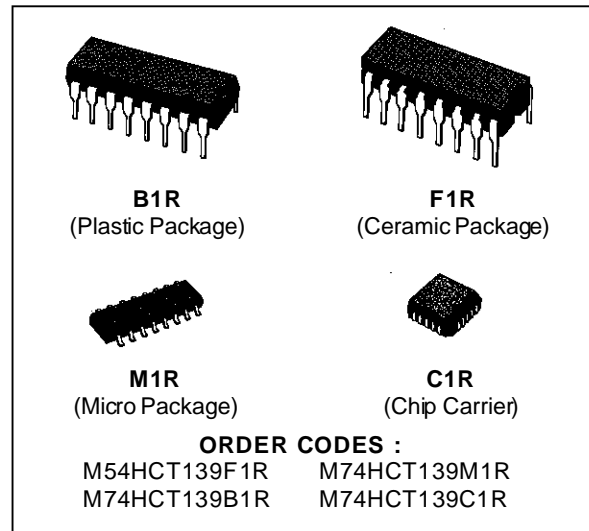 B1R
(Plastic Package)
F1R
(Ceramic Package)
M1R
(Micro Package)
C1R
(Chip Carrier)
ORDER CODES :
M54HCT139F1R M74HCT139M1R
M74HCT139B1R M74HCT139C1R